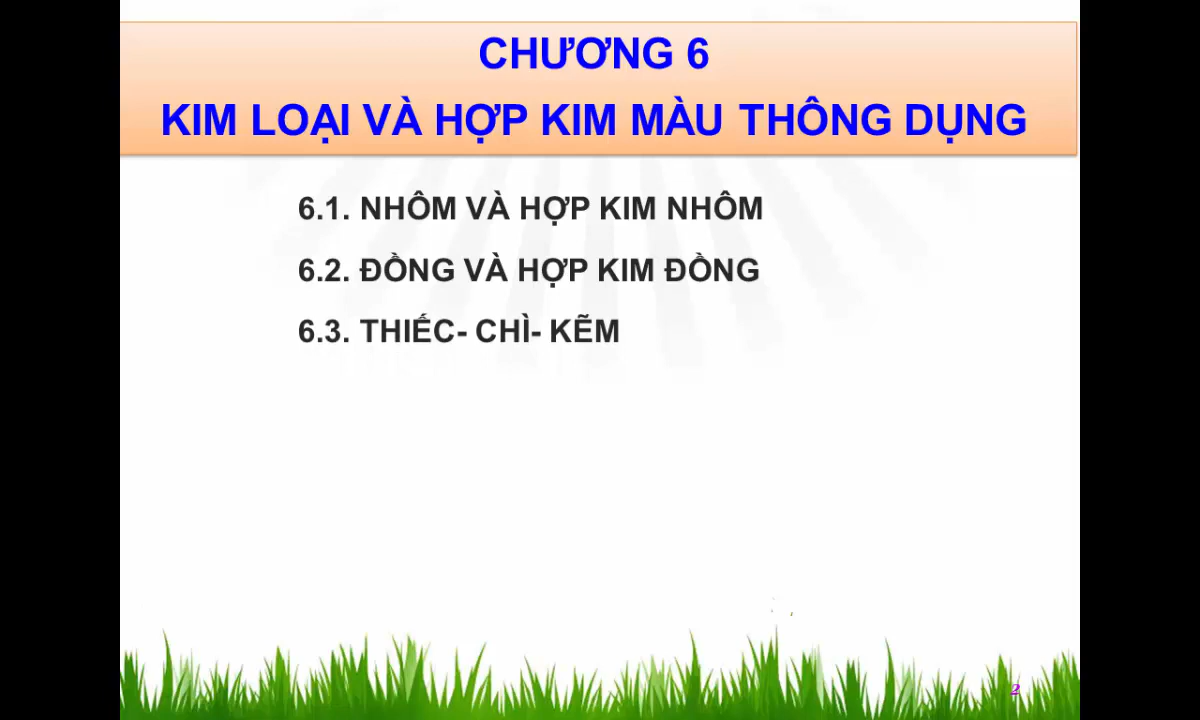 CHƯƠNG 6
KIM LOẠI VÀ HỢP KIM MÀU THÔNG DỤNG
6.1. NHÔM VÀ HỢP KIM NHÔM
6.2. ĐỒNG VÀ HỢP KIM ĐỒNG
6.3. THIẾC- CHÌ- KẼM
2